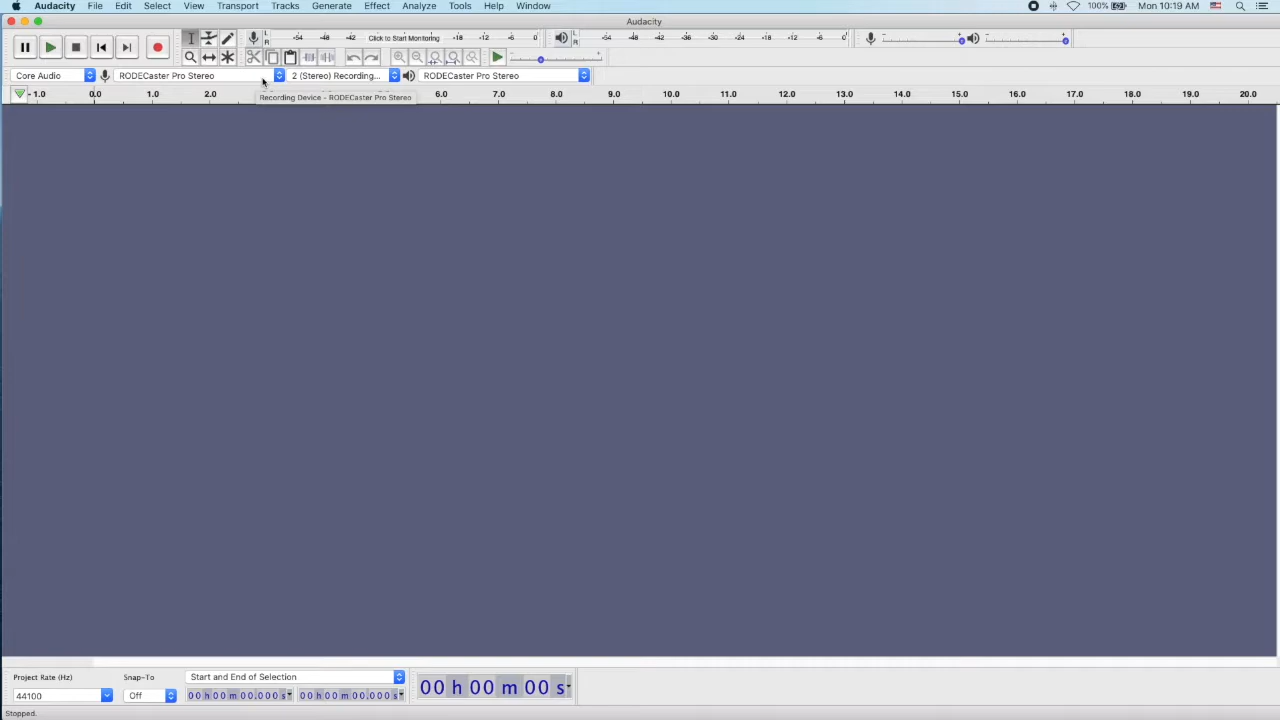 Audacity File Edit Select View Transport Tracks Generate Effect Analyze Tools Help Window 100% Mon 10:19 AM
Audacity
L R -54 -48 -42 Click to Start Monitoring -18 -12 -6 0 L R -54 -48 -42 -36 -30 -24 -18 -12 -6 0
Core Audio RODECaster Pro Stereo 2 (Stereo) Recording... RODECaster Pro Stereo
- 1.0 0.0 1.0 2.0 6.0 7.0 8.0 9.0 10.0 11.0 12.0 13.0 14.0 15.0 16.0 17.0 18.0 19.0 20.0
Recording Device - RODECaster Pro Stereo
Project Rate (Hz) Snap-To Start and End of Selection
44100 Off 00 h 00 m 00.000 s 00 h 00 m 00.000 s 00 h 00 m 00 s
Stopped.